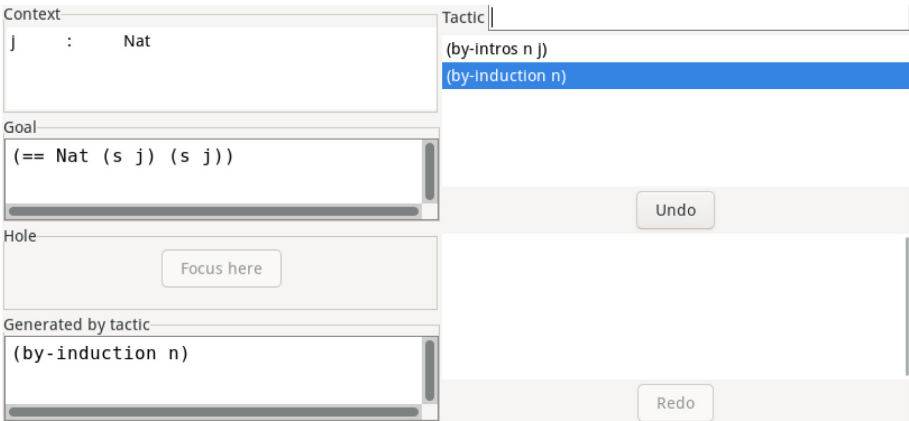 Context
j : Nat
Goal
(== Nat (s j) (s j))
Hole
Focus here
Generated by tactic
(by-induction n)
Tactic
(by-intros n j)
(by-induction n)
Undo
Redo